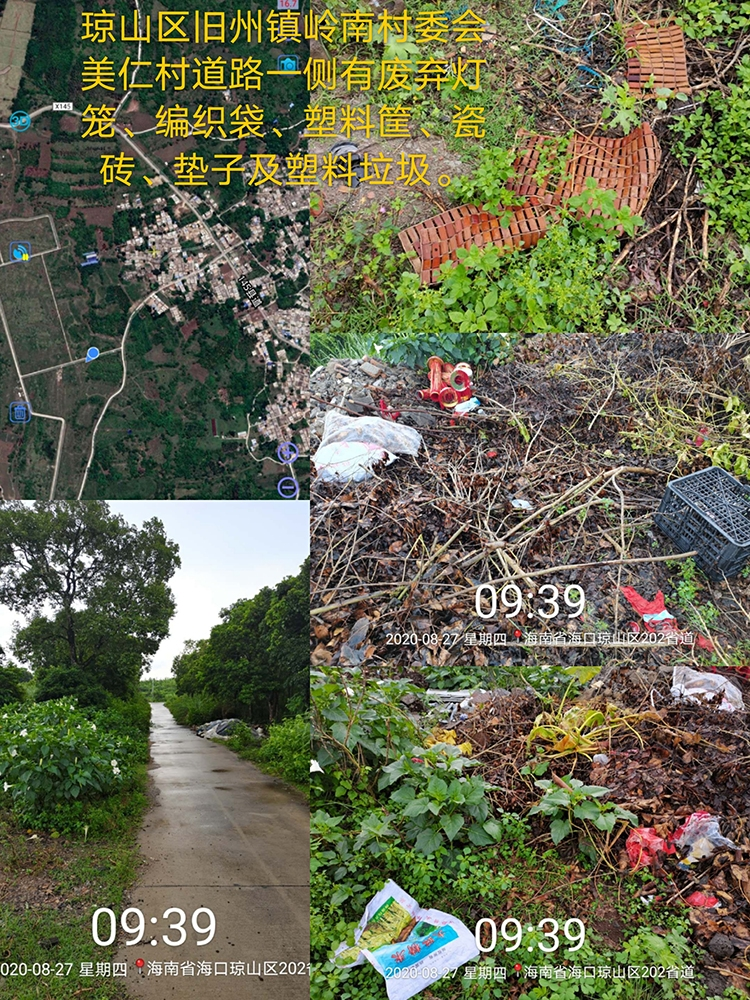 琼山区旧州镇岭南村委会
美仁村道路一侧有废弃灯
笼、编织袋、塑料筐、瓷
砖、垫子及塑料垃圾。
16.7
X145
3D
09:39
2020-08-27 星期四 海南省海口琼山区202省道
09:39
2020-08-27 星期四 海南省海口琼山区202
09:39
2020-08-27 星期四 海南省海口琼山区202省道